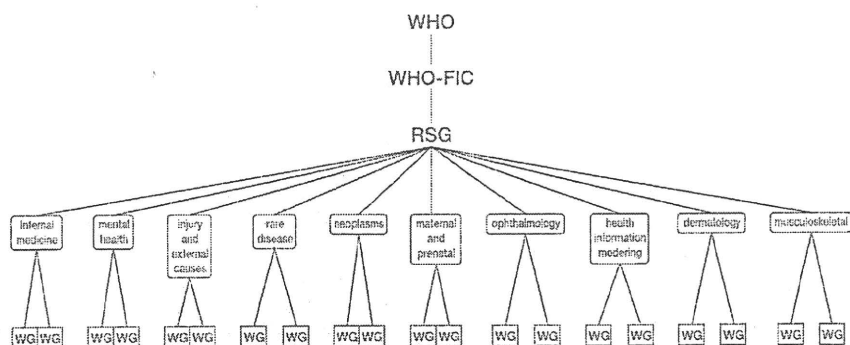 WHO
WHO-FIC
RSG
internal
medicine
mental
health
injury
and
external
causes
rare
disease
neoplasms
maternal
and
prenatal
ophthalmology
health
information
modering
dermatology
musculoskeletal
WG WG WG WG WG WG WG WG WG WG WG WG WG WG WG WG WG WG WG WG